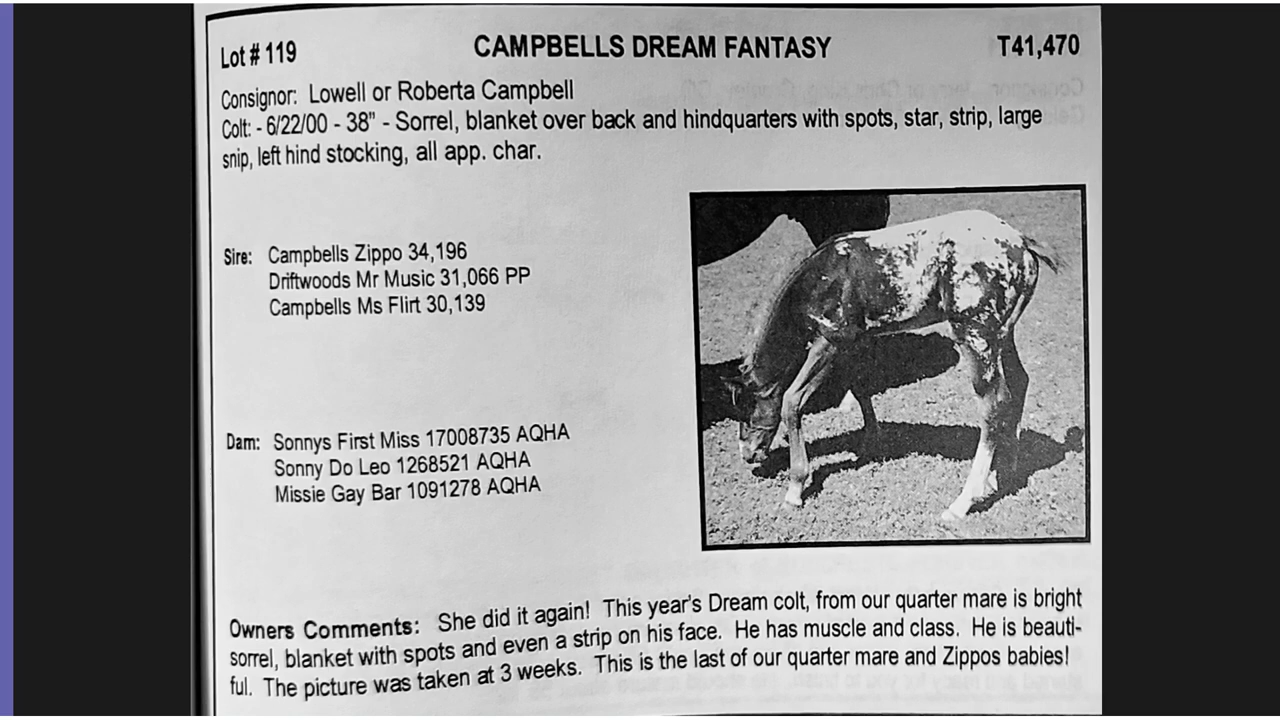 Lot # 119 CAMPBELLS DREAM FANTASY T41,470
Consignor: Lowell or Roberta Campbell
Colt: - 6/22/00 - 38" - Sorrel, blanket over back and hindquarters with spots, star, strip, large
snip, left hind stocking, all app. char.
Sire: Campbells Zippo 34,196
Driftwoods Mr Music 31,066 PP
Campbells Ms Flirt 30,139
Dam: Sonnys First Miss 17008735 AQHA
Sonny Do Leo 1268521 AQHA
Missie Gay Bar 1091278 AQHA
Owners Comments: She did it again! This year's Dream colt, from our quarter mare is bright
sorrel, blanket with spots and even a strip on his face. He has muscle and class. He is beauti-
ful. The picture was taken at 3 weeks. This is the last of our quarter mare and Zippos babies!